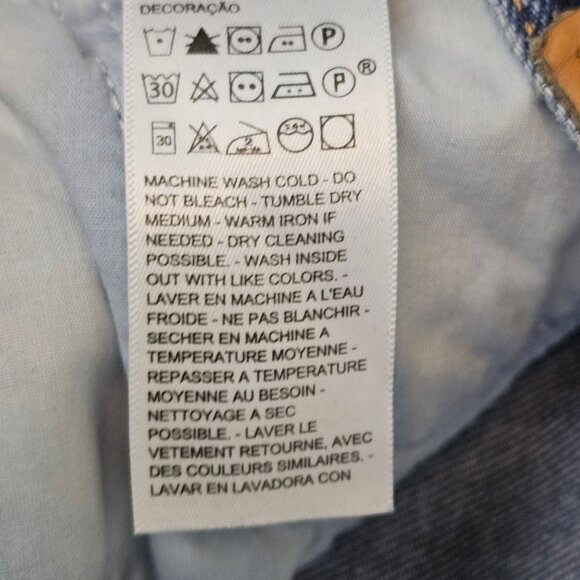 DECORAÇÃO
P
30 P ®
30
MACHINE WASH COLD - DO
NOT BLEACH - TUMBLE DRY
MEDIUM - WARM IRON IF
NEEDED - DRY CLEANING
POSSIBLE. - WASH INSIDE
OUT WITH LIKE COLORS. -
LAVER EN MACHINE A L'EAU
FROIDE - NE PAS BLANCHIR -
SECHER EN MACHINE A
TEMPERATURE MOYENNE -
REPASSER A TEMPERATURE
MOYENNE AU BESOIN -
NETTOYAGE A SEC
POSSIBLE. - LAVER LE
VETEMENT RETOURNE, AVEC
DES COULEURS SIMILAIRES. -
LAVAR EN LAVADORA CON